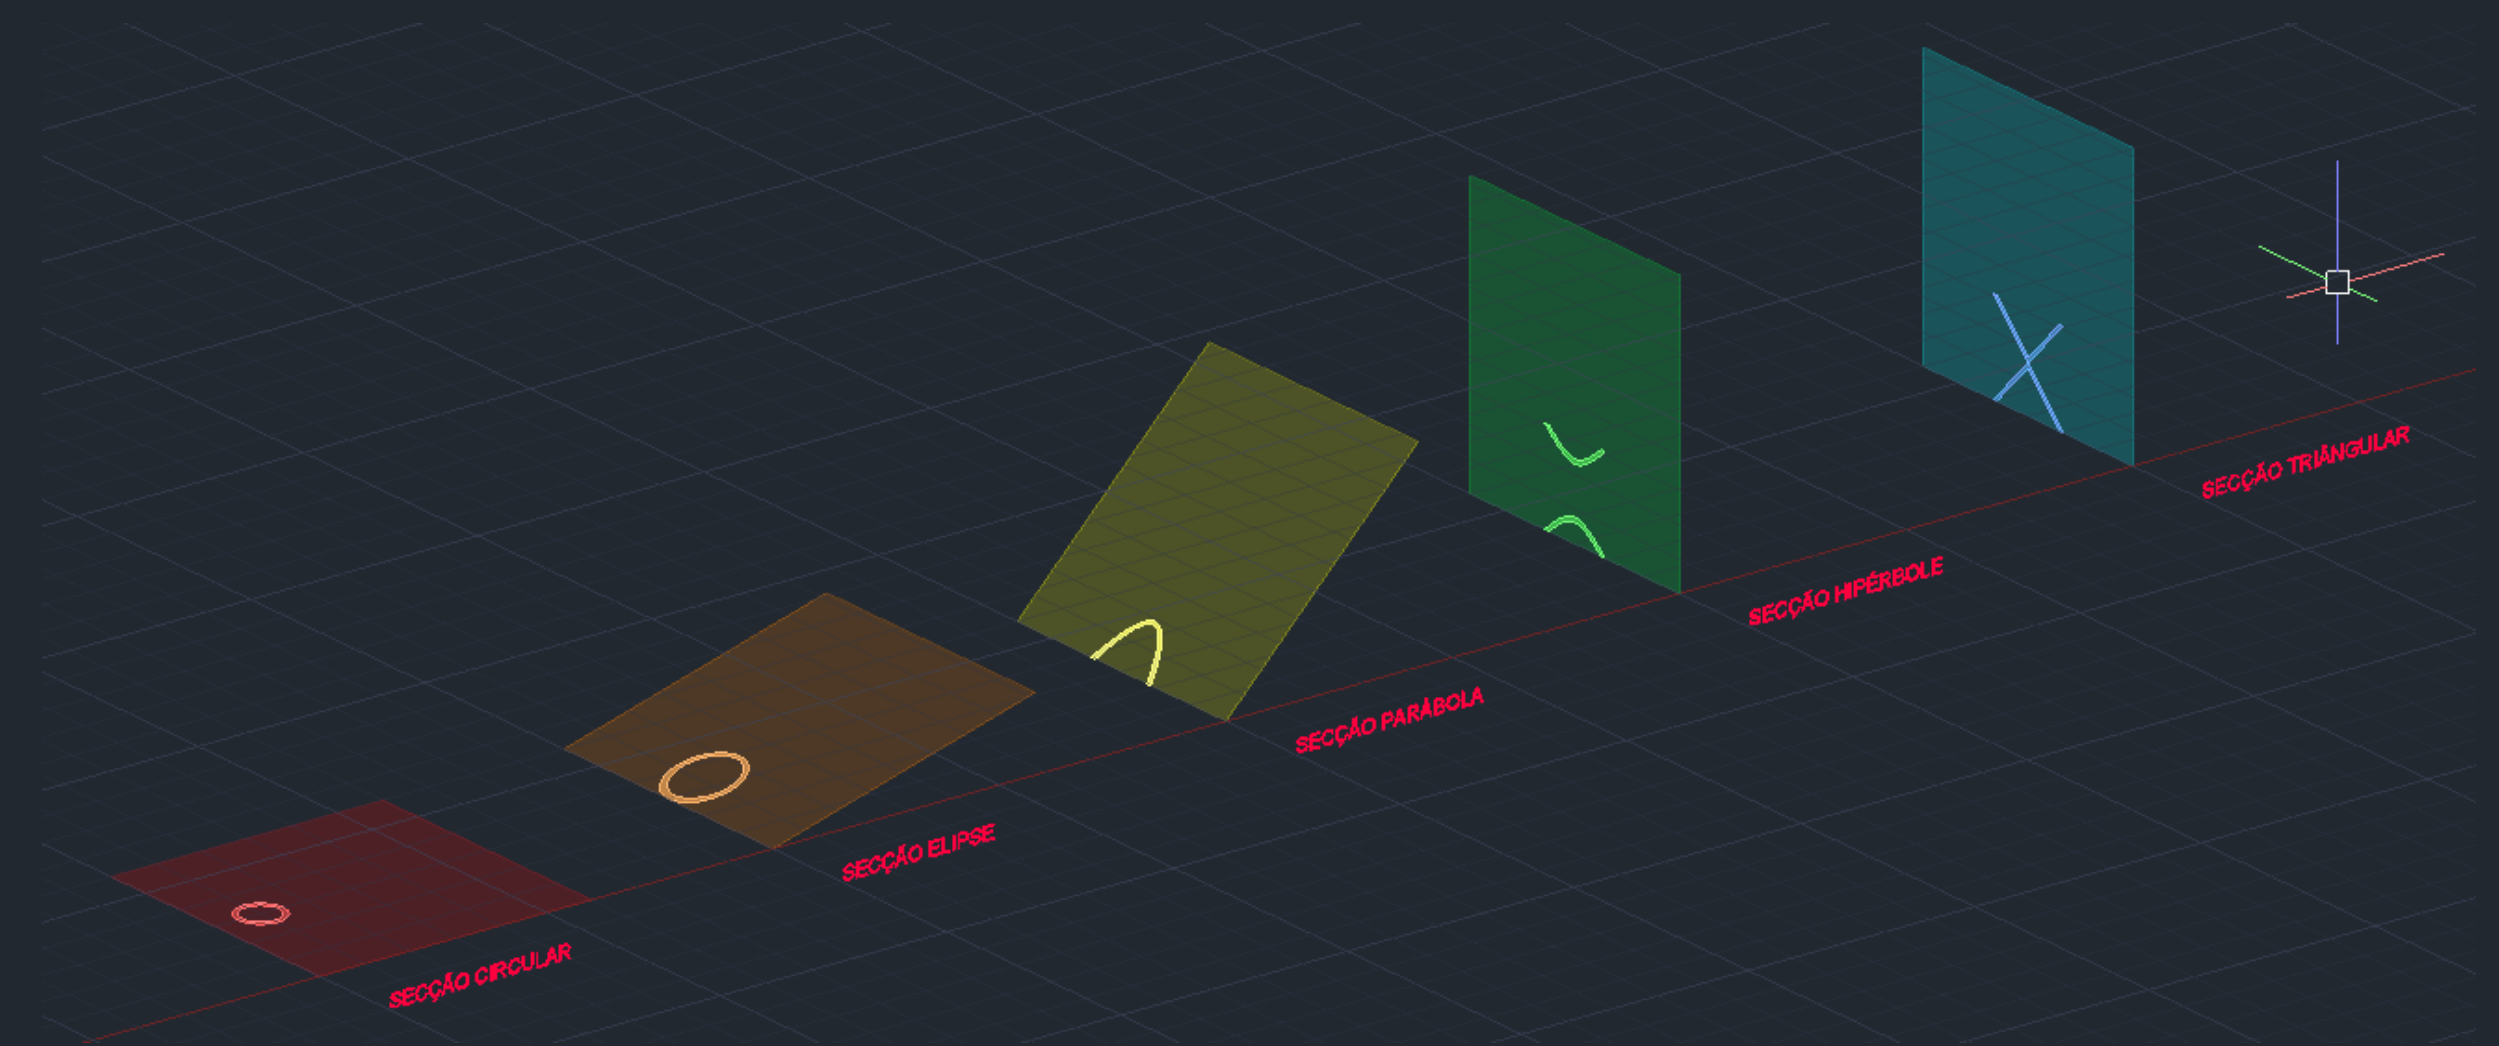 SECÇÃO CIRCULAR
SECÇÃO ELIPSE
SECÇÃO PARÁBOLA
SECÇÃO HIPÉRBOLE
SECÇÃO TRIÂNGULAR